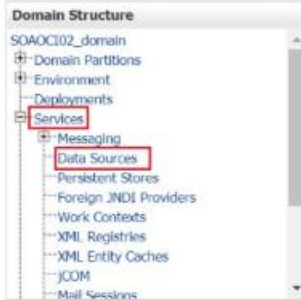 Domain Structure
SOAOCI02_domain
Domain Partitions
Environment
Deployments
Services
Messaging
Data Sources
Persistent Stores
Foreign JNDI Providers
Work Contexts
XML Registries
XML Entity Caches
jCOM
Mail Sessions